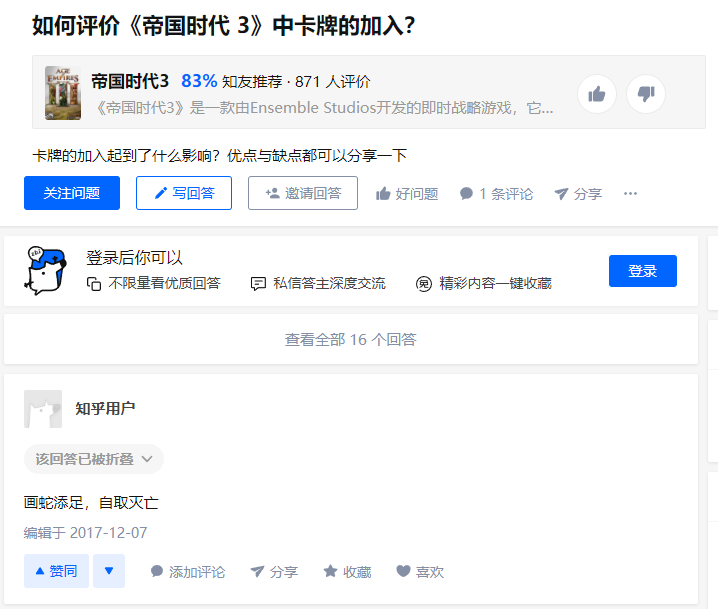 如何评价《帝国时代 3》中卡牌的加入？
AGE OF
EMPIRES
III
帝国时代3 83% 知友推荐 · 871 人评价
《帝国时代3》是一款由Ensemble Studios开发的即时战略游戏，它...
卡牌的加入起到了什么影响？优点与缺点都可以分享一下
关注问题 写回答 邀请回答 好问题 1 条评论 分享 ...
登录后你可以
不限量看优质回答 私信答主深度交流 免 精彩内容一键收藏
登录
查看全部 16 个回答
知乎用户
该回答已被折叠
画蛇添足，自取灭亡
编辑于 2017-12-07
赞同 添加评论 分享 收藏 喜欢